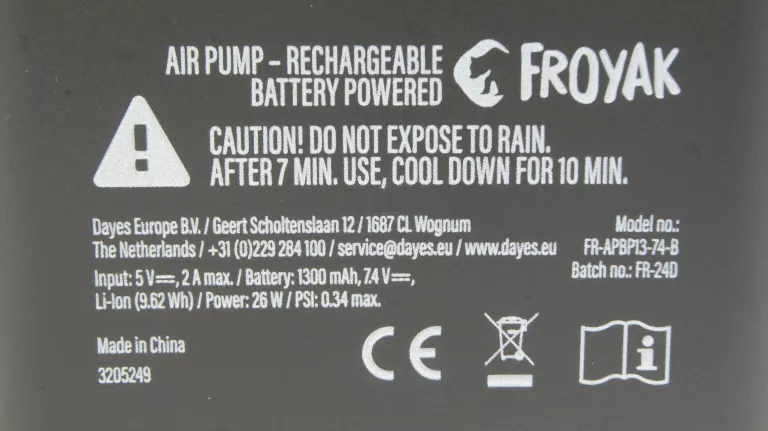 AIR PUMP – RECHARGEABLE
BATTERY POWERED
FROYAK
CAUTION! DO NOT EXPOSE TO RAIN.
AFTER 7 MIN. USE, COOL DOWN FOR 10 MIN.
Dayes Europe B.V. / Geert Scholtenslaan 12 / 1687 CL Wognum
The Netherlands / +31 (0)229 284 100 / service@dayes.eu / www.dayes.eu
Input: 5 V⎓, 2 A max. / Battery: 1300 mAh, 7.4 V⎓,
Li-Ion (9.62 Wh) / Power: 26 W / PSI: 0.34 max.
Model no.:
FR-APBP13-74-B
Batch no.: FR-24D
Made in China
3205249
CE